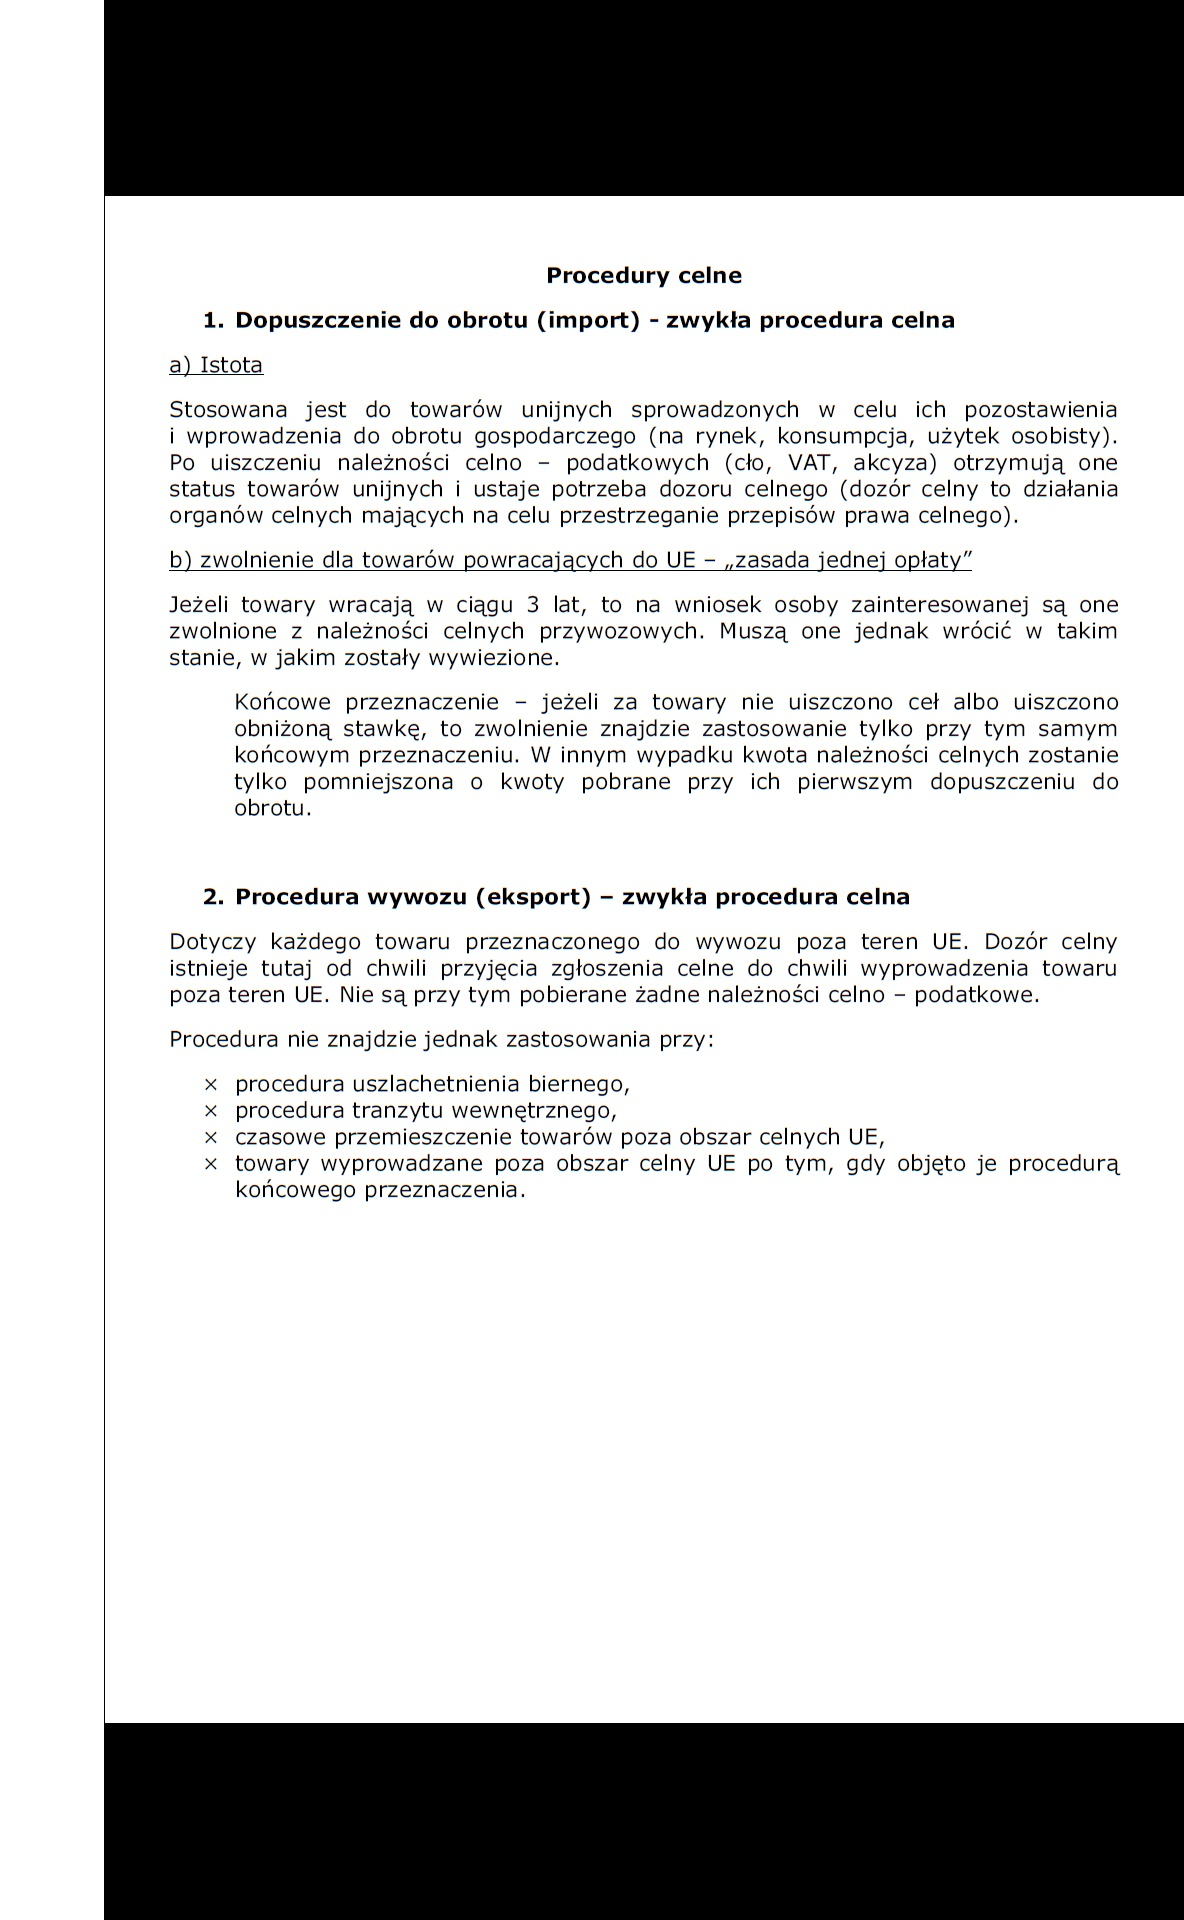 Procedury celne
1. Dopuszczenie do obrotu (import) - zwykła procedura celna
a) Istota
Stosowana jest do towarów unijnych sprowadzonych w celu ich pozostawienia
i wprowadzenia do obrotu gospodarczego (na rynek, konsumpcja, użytek osobisty).
Po uiszczeniu należności celno – podatkowych (cło, VAT, akcyza) otrzymują one
status towarów unijnych i ustaje potrzeba dozoru celnego (dozór celny to działania
organów celnych mających na celu przestrzeganie przepisów prawa celnego).
b) zwolnienie dla towarów powracających do UE – „zasada jednej opłaty”
Jeżeli towary wracają w ciągu 3 lat, to na wniosek osoby zainteresowanej są one
zwolnione z należności celnych przywozowych. Muszą one jednak wrócić w takim
stanie, w jakim zostały wywiezione.
Końcowe przeznaczenie – jeżeli za towary nie uiszczono ceł albo uiszczono
obniżoną stawkę, to zwolnienie znajdzie zastosowanie tylko przy tym samym
końcowym przeznaczeniu. W innym wypadku kwota należności celnych zostanie
tylko pomniejszona o kwoty pobrane przy ich pierwszym dopuszczeniu do
obrotu.
2. Procedura wywozu (eksport) – zwykła procedura celna
Dotyczy każdego towaru przeznaczonego do wywozu poza teren UE. Dozór celny
istnieje tutaj od chwili przyjęcia zgłoszenia celne do chwili wyprowadzenia towaru
poza teren UE. Nie są przy tym pobierane żadne należności celno – podatkowe.
Procedura nie znajdzie jednak zastosowania przy:
× procedura uszlachetnienia biernego,
× procedura tranzytu wewnętrznego,
× czasowe przemieszczenie towarów poza obszar celnych UE,
× towary wyprowadzane poza obszar celny UE po tym, gdy objęto je procedurą
końcowego przeznaczenia.